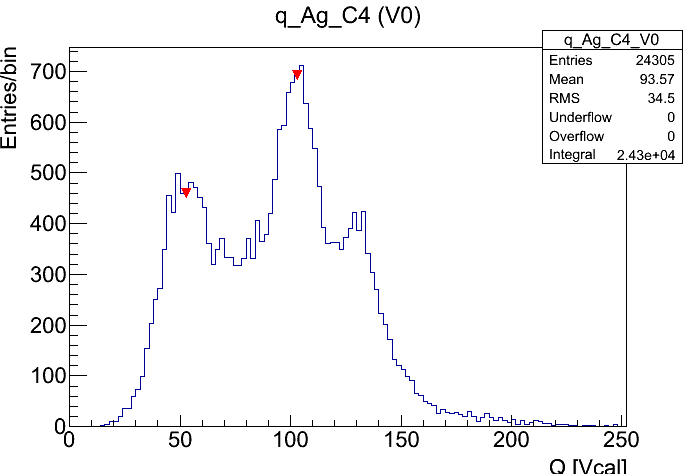 q_Ag_C4 (V0)
q_Ag_C4_V0
Entries 24305
Mean 93.57
RMS 34.5
Underflow 0
Overflow 0
Integral 2.43e+04
Entries/bin
700
600
500
400
300
200
100
0
0 50 100 150 200 250
Q [Vcal]